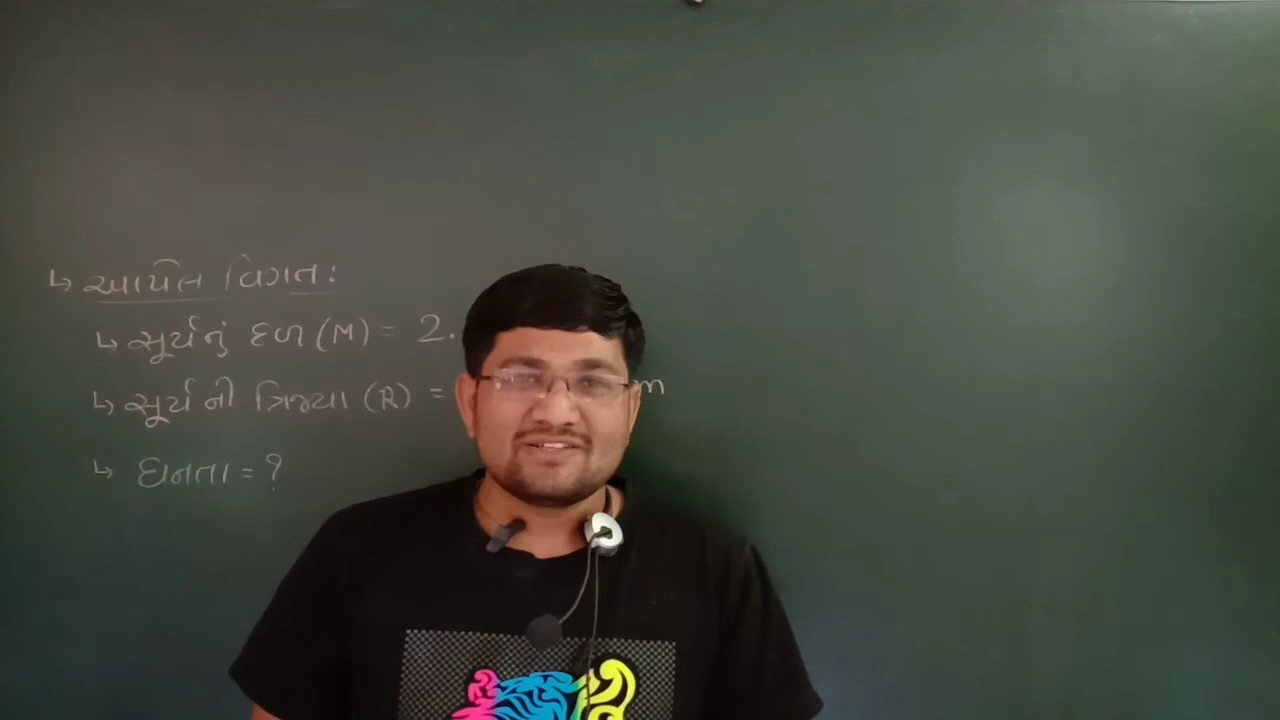 ↳ આપેલ વિગત:
↳ સૂર્યનું દળ (M) = 2.
↳ સૂર્ય ની ત્રિજ્યા (R) = m
↳ ઘનતા = ?